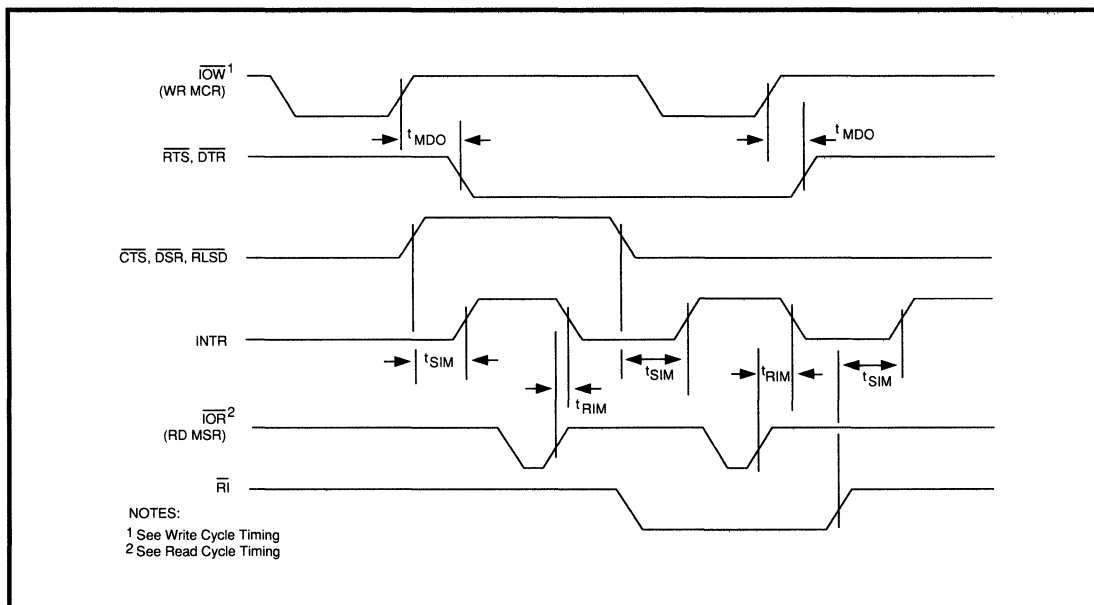 IOW¹
(WR MCR)
tMDO
tMDO
RTS, DTR
CTS, DSR, RLSD
INTR
tSIM
tSIM
tRIM
tSIM
tRIM
IOR²
(RD MSR)
RI
NOTES:
1 See Write Cycle Timing
2 See Read Cycle Timing